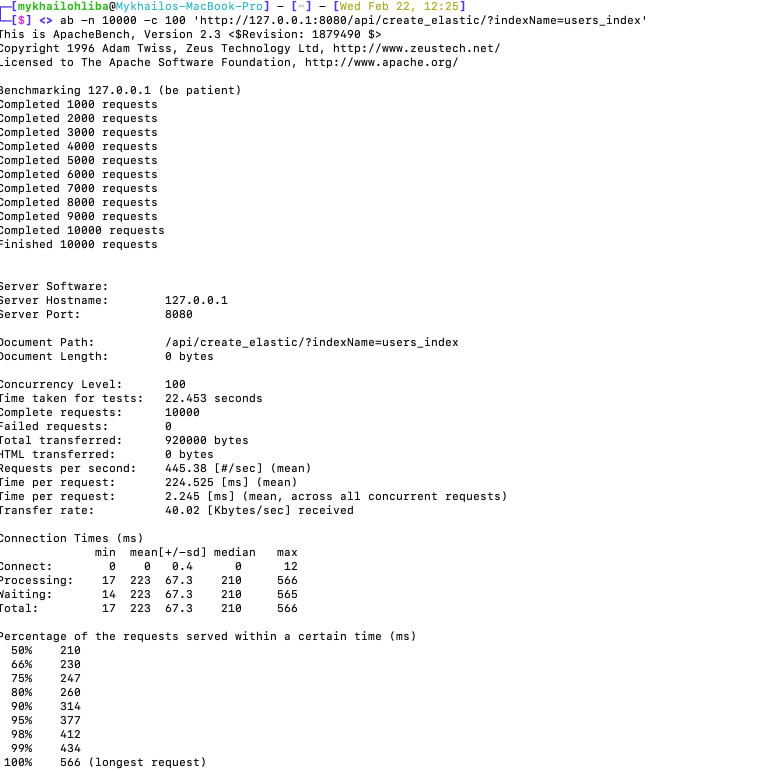 ┌─[mykhailohliba@Mykhailos-MacBook-Pro] - [~] - [Wed Feb 22, 12:25]
└─[$] <> ab -n 10000 -c 100 'http://127.0.0.1:8080/api/create_elastic/?indexName=users_index'
This is ApacheBench, Version 2.3 <$Revision: 1879490 $>
Copyright 1996 Adam Twiss, Zeus Technology Ltd, http://www.zeustech.net/
Licensed to The Apache Software Foundation, http://www.apache.org/

Benchmarking 127.0.0.1 (be patient)
Completed 1000 requests
Completed 2000 requests
Completed 3000 requests
Completed 4000 requests
Completed 5000 requests
Completed 6000 requests
Completed 7000 requests
Completed 8000 requests
Completed 9000 requests
Completed 10000 requests
Finished 10000 requests


Server Software:
Server Hostname:        127.0.0.1
Server Port:            8080

Document Path:          /api/create_elastic/?indexName=users_index
Document Length:        0 bytes

Concurrency Level:      100
Time taken for tests:   22.453 seconds
Complete requests:      10000
Failed requests:        0
Total transferred:      920000 bytes
HTML transferred:       0 bytes
Requests per second:    445.38 [#/sec] (mean)
Time per request:       224.525 [ms] (mean)
Time per request:       2.245 [ms] (mean, across all concurrent requests)
Transfer rate:          40.02 [Kbytes/sec] received

Connection Times (ms)
              min  mean[+/-sd] median   max
Connect:        0    0   0.4      0      12
Processing:    17  223  67.3    210     566
Waiting:       14  223  67.3    210     565
Total:         17  223  67.3    210     566

Percentage of the requests served within a certain time (ms)
  50%    210
  66%    230
  75%    247
  80%    260
  90%    314
  95%    377
  98%    412
  99%    434
 100%    566 (longest request)